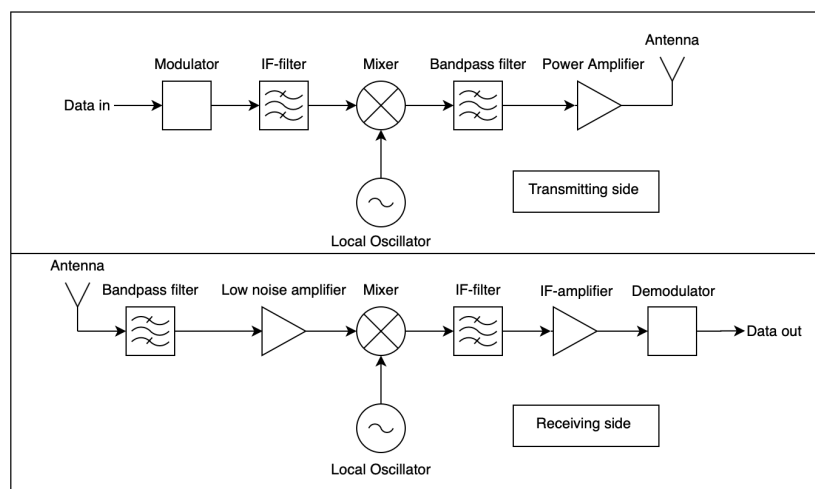 Antenna
Modulator
IF-filter
Mixer
Bandpass filter
Power Amplifier
Data in
Transmitting side
Local Oscillator
Antenna
Bandpass filter
Low noise amplifier
Mixer
IF-filter
IF-amplifier
Demodulator
Data out
Receiving side
Local Oscillator